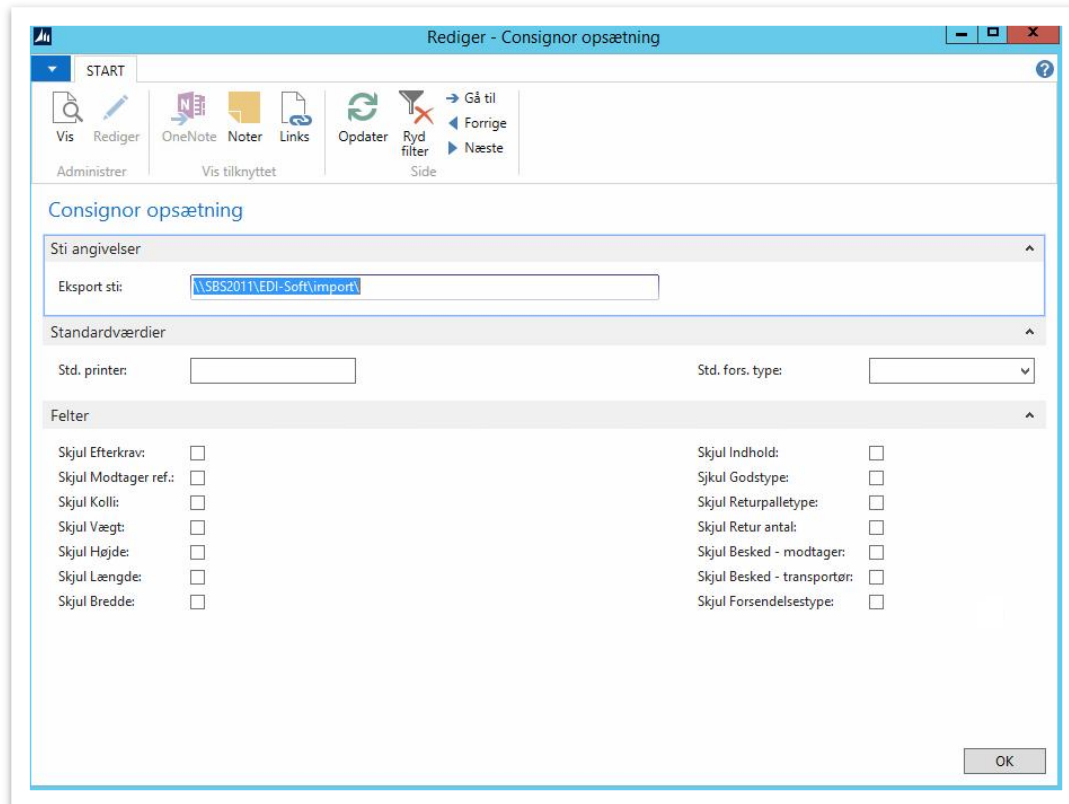 Rediger - Consignor opsætning
START
Vis
Rediger
OneNote
Noter
Links
Opdater
Ryd filter
Gå til
Forrige
Næste
Administrer
Vis tilknyttet
Side
Consignor opsætning
Sti angivelser
Eksport sti: \\SBS2011\EDI-Soft\import\
Standardværdier
Std. printer:
Std. fors. type:
Felter
Skjul Efterkrav:
Skjul Modtager ref.:
Skjul Kolli:
Skjul Vægt:
Skjul Højde:
Skjul Længde:
Skjul Bredde:
Skjul Indhold:
Sjkul Godstype:
Skjul Returpalletype:
Skjul Retur antal:
Skjul Besked - modtager:
Skjul Besked - transportør:
Skjul Forsendelsestype:
OK